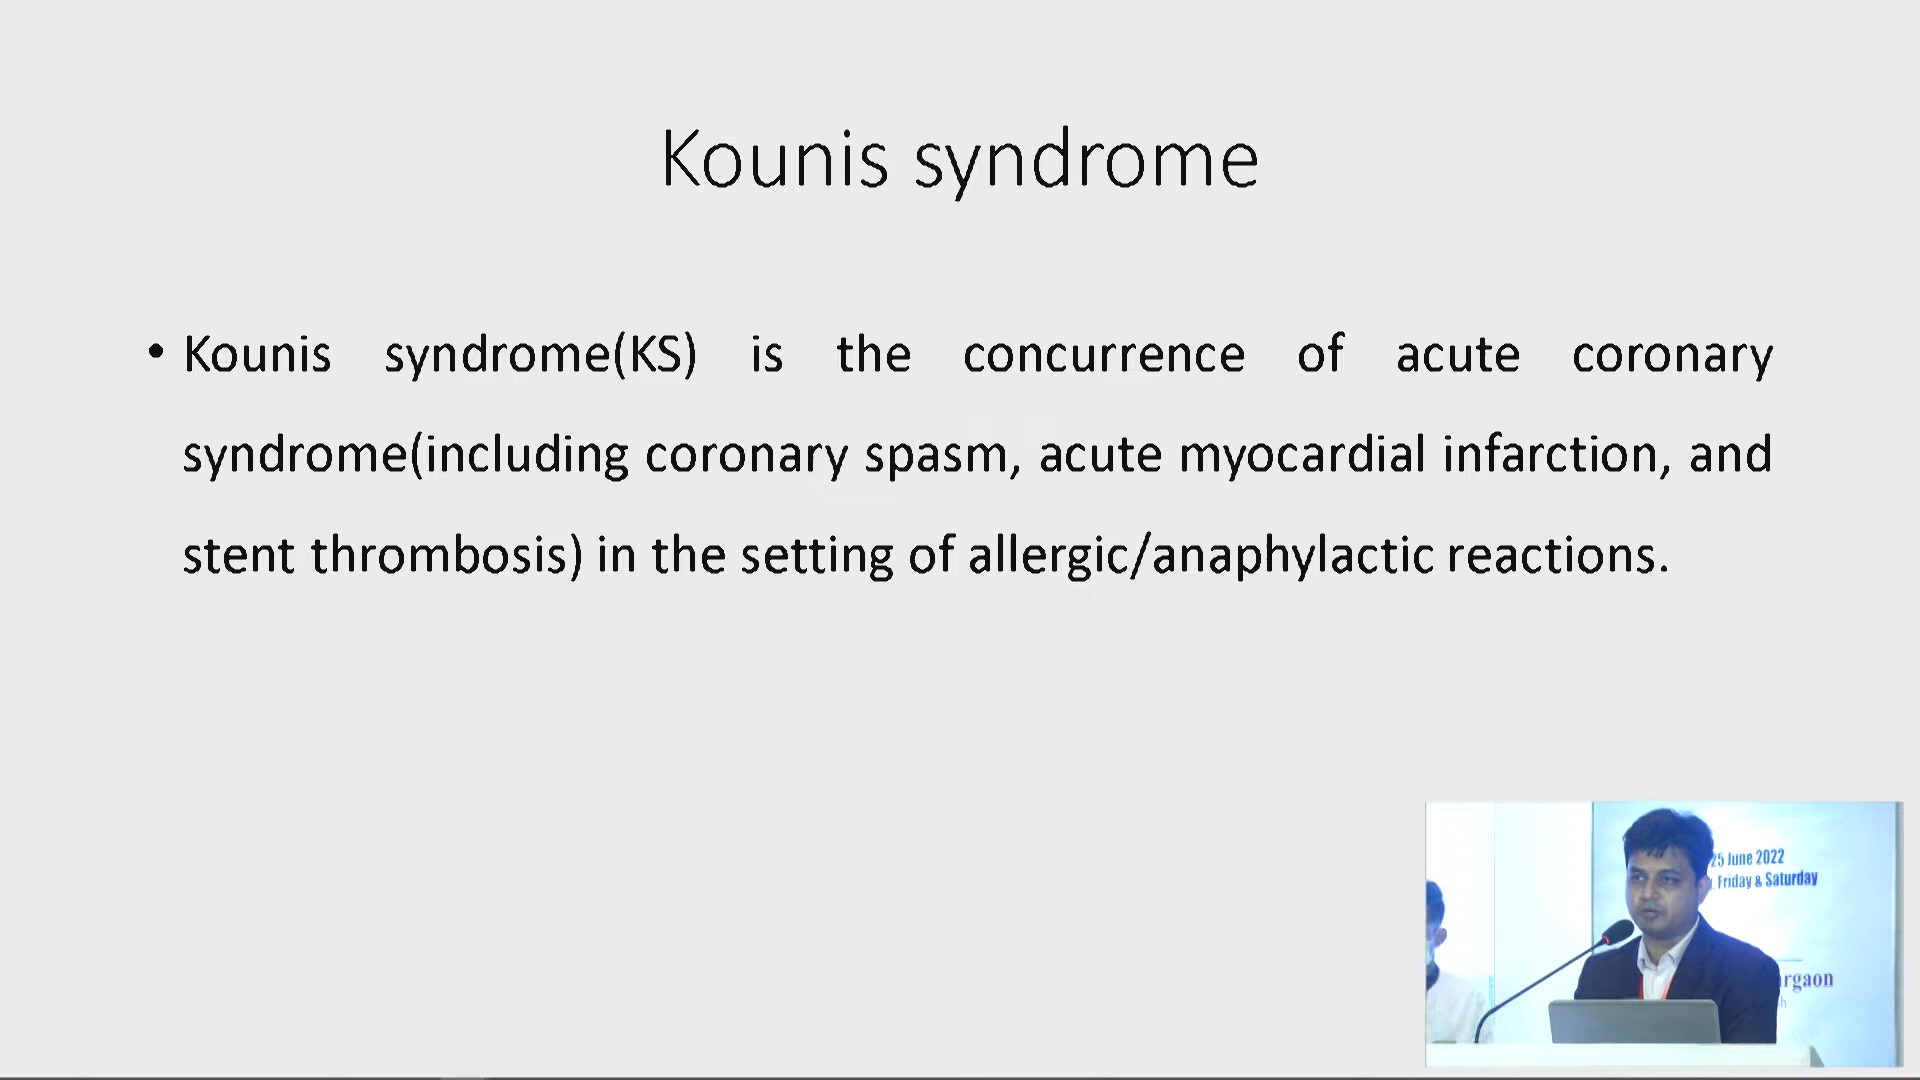 Kounis syndrome
• Kounis syndrome(KS) is the concurrence of acute coronary
syndrome(including coronary spasm, acute myocardial infarction, and
stent thrombosis) in the setting of allergic/anaphylactic reactions.
25 June 2022
Friday & Saturday